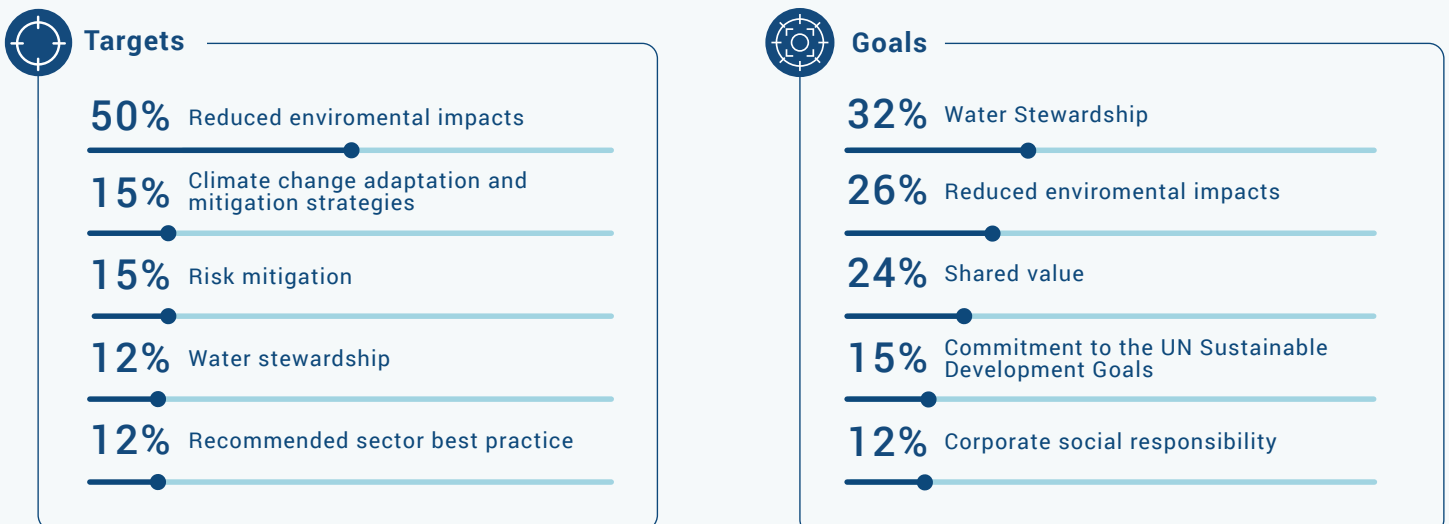 Targets
50% Reduced enviromental impacts
15% Climate change adaptation and
mitigation strategies
15% Risk mitigation
12% Water stewardship
12% Recommended sector best practice
Goals
32% Water Stewardship
26% Reduced enviromental impacts
24% Shared value
15% Commitment to the UN Sustainable
Development Goals
12% Corporate social responsibility